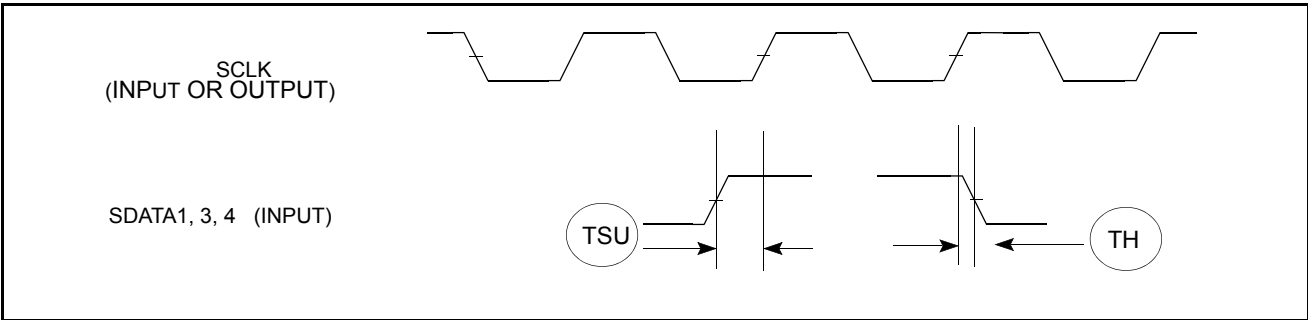 SCLK
(INPUT OR OUTPUT)
SDATA1, 3, 4 (INPUT)
TSU
TH